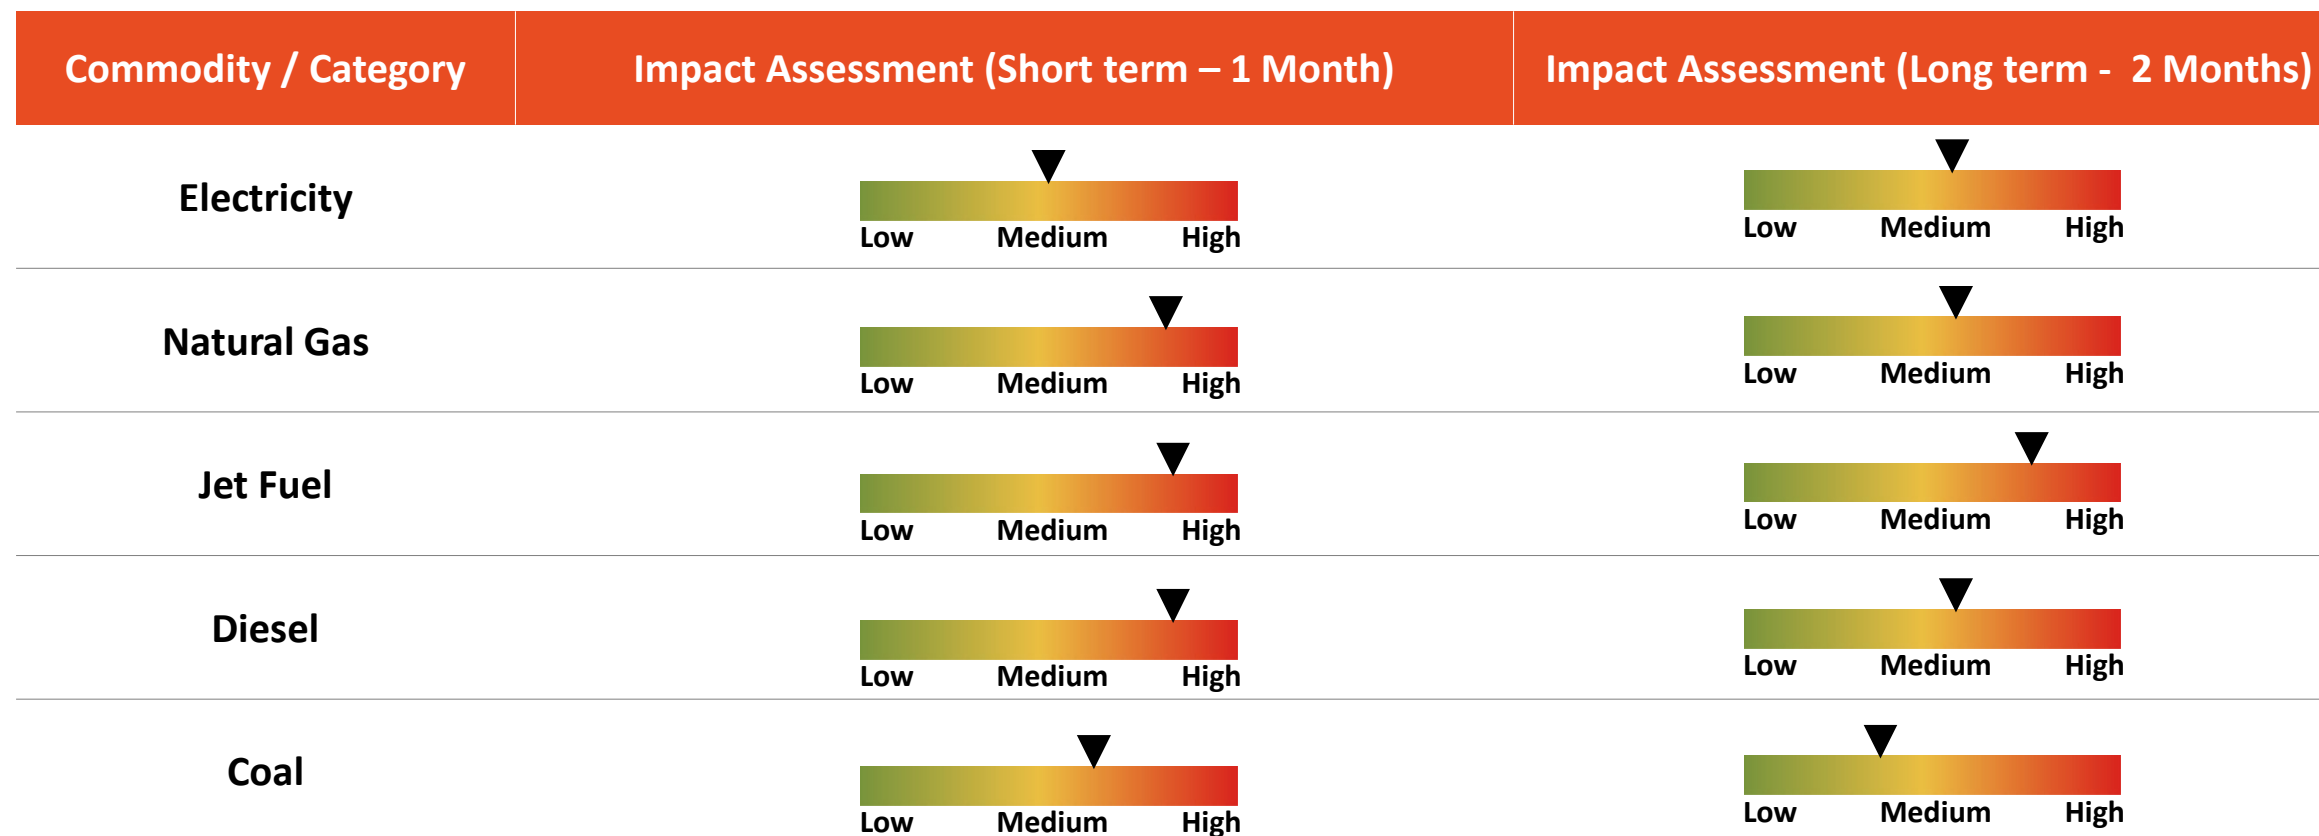 Commodity / Category
Impact Assessment (Short term – 1 Month)
Impact Assessment (Long term - 2 Months)
Electricity
Low Medium High
Low Medium High
Natural Gas
Low Medium High
Low Medium High
Jet Fuel
Low Medium High
Low Medium High
Diesel
Low Medium High
Low Medium High
Coal
Low Medium High
Low Medium High